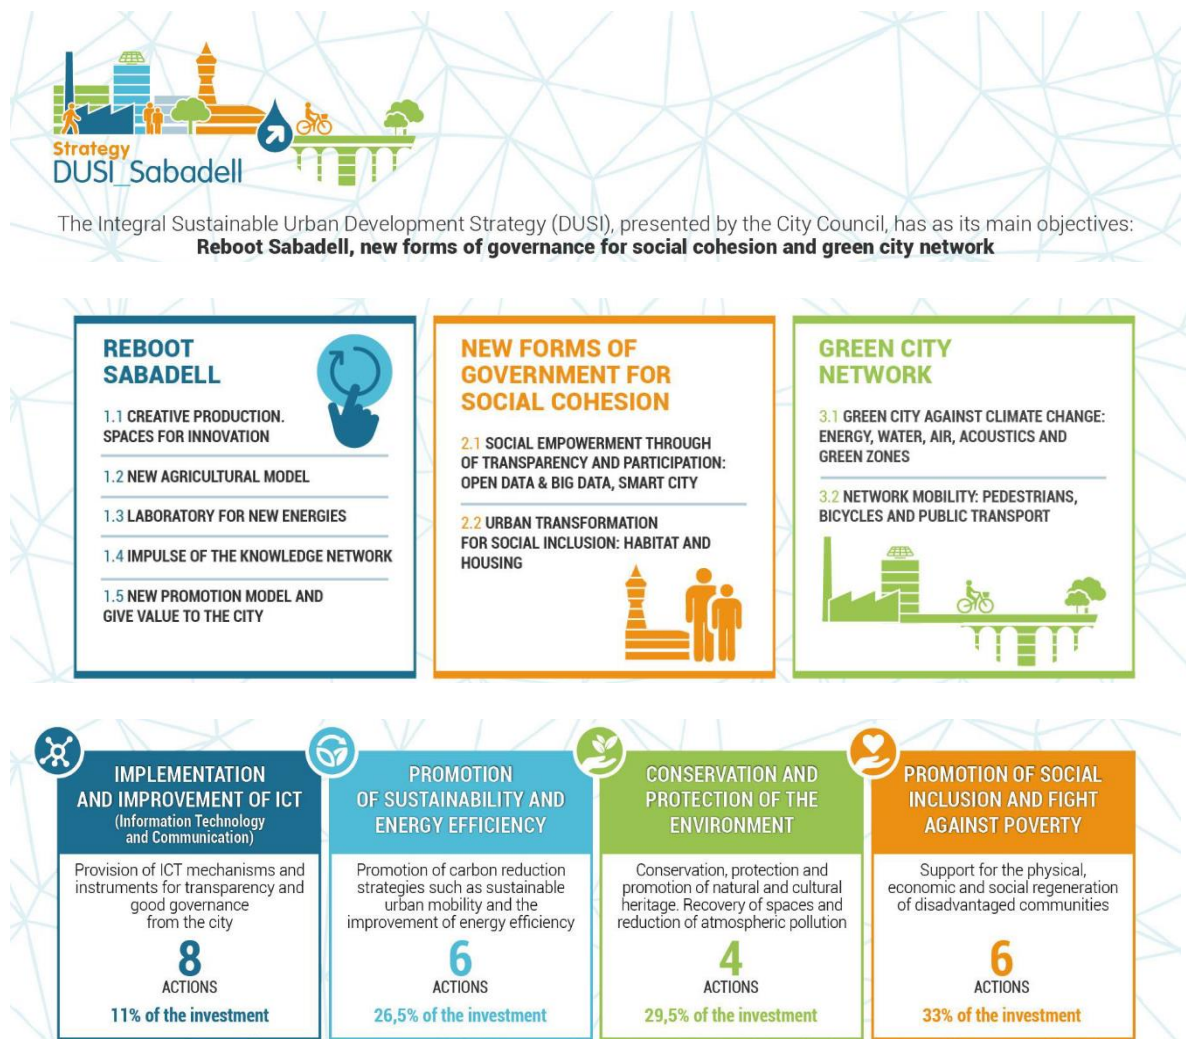 Strategy
DUSI_Sabadell
The Integral Sustainable Urban Development Strategy (DUSI), presented by the City Council, has as its main objectives:
Reboot Sabadell, new forms of governance for social cohesion and green city network
REBOOT
SABADELL
1.1 CREATIVE PRODUCTION.
SPACES FOR INNOVATION
1.2 NEW AGRICULTURAL MODEL
1.3 LABORATORY FOR NEW ENERGIES
1.4 IMPULSE OF THE KNOWLEDGE NETWORK
1.5 NEW PROMOTION MODEL AND
GIVE VALUE TO THE CITY
NEW FORMS OF
GOVERNMENT FOR
SOCIAL COHESION
2.1 SOCIAL EMPOWERMENT THROUGH
OF TRANSPARENCY AND PARTICIPATION:
OPEN DATA & BIG DATA, SMART CITY
2.2 URBAN TRANSFORMATION
FOR SOCIAL INCLUSION: HABITAT AND
HOUSING
GREEN CITY
NETWORK
3.1 GREEN CITY AGAINST CLIMATE CHANGE:
ENERGY, WATER, AIR, ACOUSTICS AND
GREEN ZONES
3.2 NETWORK MOBILITY: PEDESTRIANS,
BICYCLES AND PUBLIC TRANSPORT
IMPLEMENTATION
AND IMPROVEMENT OF ICT
(Information Technology
and Communication)
Provision of ICT mechanisms and
instruments for transparency and
good governance
from the city
8
ACTIONS
11% of the investment
PROMOTION
OF SUSTAINABILITY AND
ENERGY EFFICIENCY
Promotion of carbon reduction
strategies such as sustainable
urban mobility and the
improvement of energy efficiency
6
ACTIONS
26,5% of the investment
CONSERVATION AND
PROTECTION OF THE
ENVIRONMENT
Conservation, protection and
promotion of natural and cultural
heritage. Recovery of spaces and
reduction of atmospheric pollution
4
ACTIONS
29,5% of the investment
PROMOTION OF SOCIAL
INCLUSION AND FIGHT
AGAINST POVERTY
Support for the physical,
economic and social regeneration
of disadvantaged communities
6
ACTIONS
33% of the investment